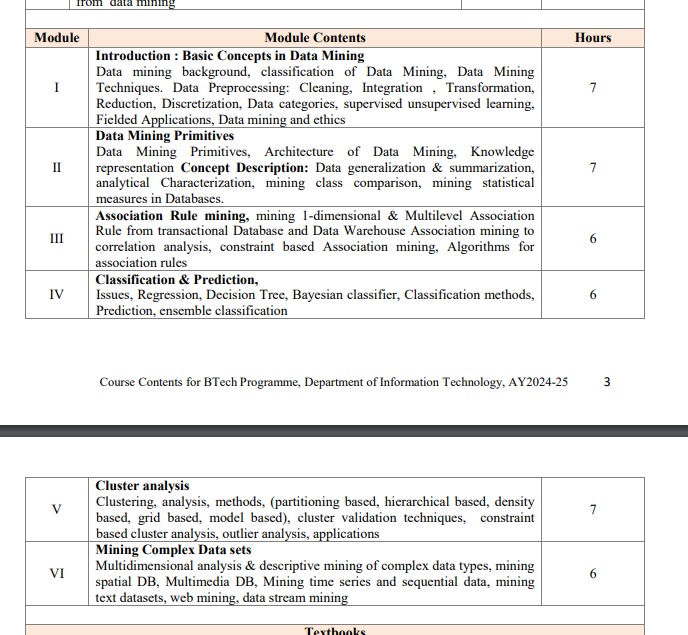 from data mining
Module Module Contents Hours
Introduction : Basic Concepts in Data Mining
Data mining background, classification of Data Mining, Data Mining
I Techniques. Data Preprocessing: Cleaning, Integration , Transformation, 7
Reduction, Discretization, Data categories, supervised unsupervised learning,
Fielded Applications, Data mining and ethics
Data Mining Primitives
Data Mining Primitives, Architecture of Data Mining, Knowledge
II representation Concept Description: Data generalization & summarization, 7
analytical Characterization, mining class comparison, mining statistical
measures in Databases.
Association Rule mining, mining 1-dimensional & Multilevel Association
III Rule from transactional Database and Data Warehouse Association mining to 6
correlation analysis, constraint based Association mining, Algorithms for
association rules
Classification & Prediction,
IV Issues, Regression, Decision Tree, Bayesian classifier, Classification methods, 6
Prediction, ensemble classification
Course Contents for BTech Programme, Department of Information Technology, AY2024-25 3
Cluster analysis
V Clustering, analysis, methods, (partitioning based, hierarchical based, density 7
based, grid based, model based), cluster validation techniques, constraint
based cluster analysis, outlier analysis, applications
Mining Complex Data sets
Multidimensional analysis & descriptive mining of complex data types, mining
VI spatial DB, Multimedia DB, Mining time series and sequential data, mining 6
text datasets, web mining, data stream mining
Textbooks